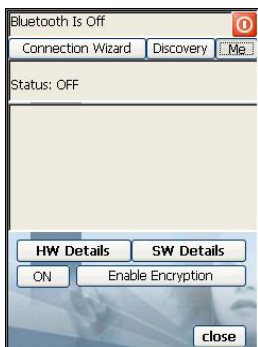 Bluetooth Is Off
Connection Wizard Discovery Me
Status: OFF
HW Details SW Details
ON Enable Encryption
close